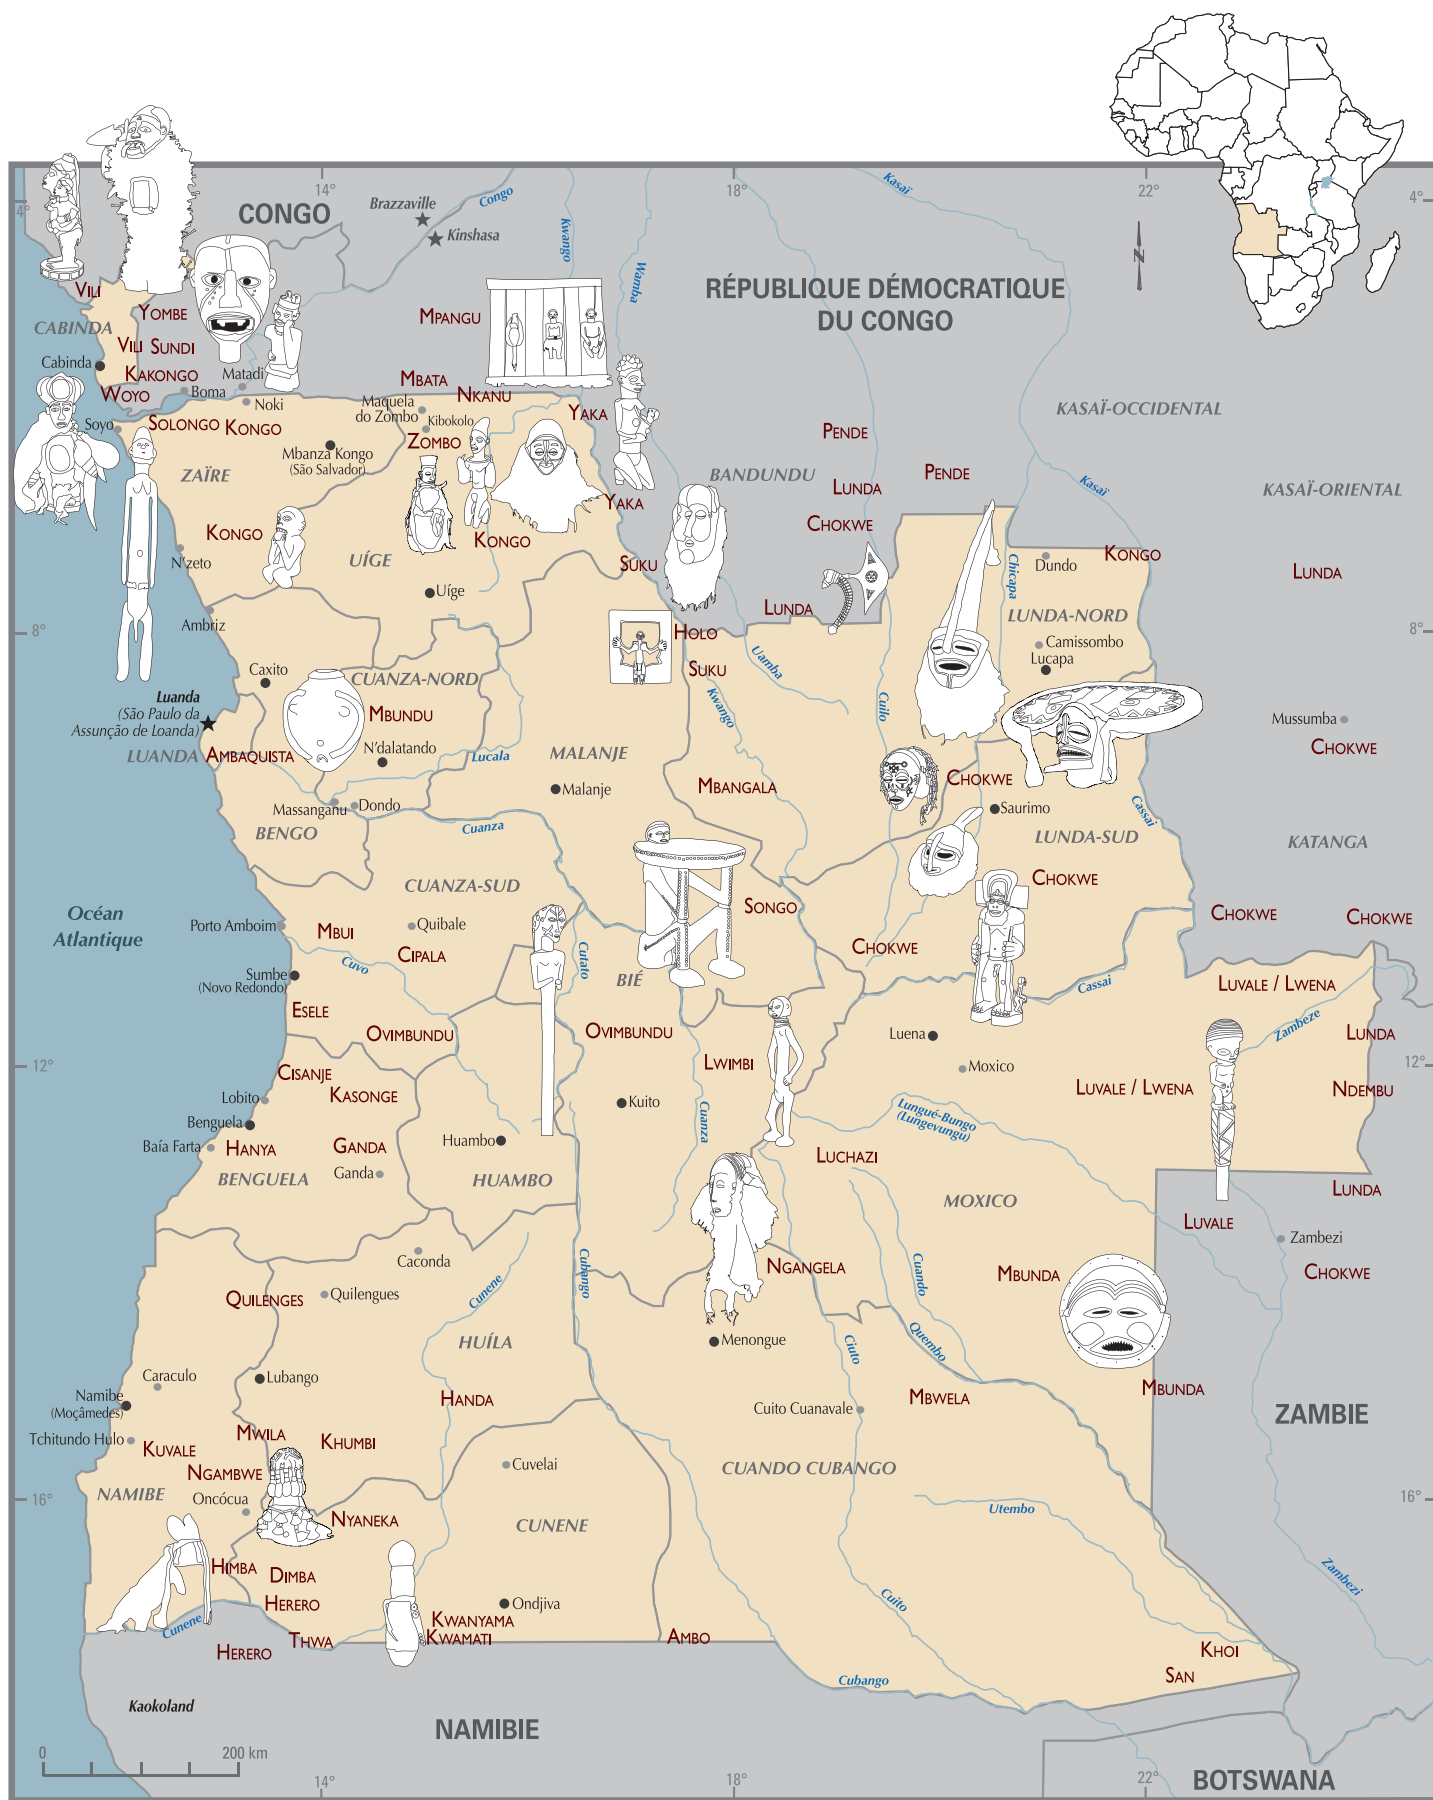 14°
18°
22°
4°
4°
CONGO
Brazzaville
Kinshasa
Congo
Kwango
Wamba
Kasaï
N
RÉPUBLIQUE DÉMOCRATIQUE
DU CONGO
VILI
CABINDA
YOMBE
VILI SUNDI
Cabinda
KAKONGO
WOYO
Boma
Matadi
Noki
MPANGU
MBATA
NKANU
Maquela
do Zombo
Kibokolo
ZOMBO
YAKA
Soyo
SOLONGO
KONGO
Mbanza Kongo
(São Salvador)
ZAÏRE
PENDE
PENDE
BANDUNDU
LUNDA
CHOKWE
KASAÏ-OCCIDENTAL
KASAÏ-ORIENTAL
Kasaï
YAKA
KONGO
N'zeto
UÍGE
KONGO
SUKU
Uíge
Chicapa
Dundo
KONGO
LUNDA
LUNDA
LUNDA-NORD
Ambriz
8°
8°
HOLO
SUKU
Uamba
Kwango
Cuilo
Camissombo
Lucapa
Caxito
CUANZA-NORD
MBUNDU
Luanda
(São Paulo da
Assunção de Loanda)
LUANDA
AMBAQUISTA
N'dalatando
Lucala
MALANJE
Malanje
MBANGALA
CHOKWE
Saurimo
Mussumba
CHOKWE
Cassai
Massanganu
Dondo
BENGO
Cuanza
LUNDA-SUD
KATANGA
CUANZA-SUD
CHOKWE
SONGO
CHOKWE
CHOKWE
Océan
Atlantique
Porto Amboim
MBUI
Quibale
CIPALA
Cuvo
Cutato
CHOKWE
Sumbe
(Novo Redondo)
BIÉ
Cassai
LUVALE / LWENA
ESELE
OVIMBUNDU
OVIMBUNDU
Luena
Zambeze
LUNDA
12°
12°
CISANJE
KASONGE
LWIMBI
Moxico
LUVALE / LWENA
NDEMBU
Lobito
Benguela
Kuito
Cuanza
Lungué-Bungo
(Lungevungu)
Baía Farta
HANYA
GANDA
Huambo
LUCHAZI
BENGUELA
Ganda
HUAMBO
MOXICO
LUNDA
LUVALE
Zambezi
Caconda
Cubango
Cunene
NGANGELA
Cuando
MBUNDA
CHOKWE
QUILENGES
Quilengues
HUÍLA
Menongue
Ciuto
Quembo
Caraculo
Lubango
Namibe
(Moçâmedes)
HANDA
Cuito Cuanavale
MBWELA
MBUNDA
ZAMBIE
Tchitundo Hulo
KUVALE
MWILA
KHUMBI
NGAMBWE
Cuvelai
CUANDO CUBANGO
NAMIBE
Oncócua
16°
16°
NYANEKA
CUNENE
Utembo
HIMBA
DIMBA
HERERO
Ondjiva
Cuito
Zambezi
Cunene
THWA
KWANYAMA
KWAMATI
AMBO
HERERO
KHOI
SAN
Cubango
Kaokoland
NAMIBIE
0
200 km
14°
18°
22°
BOTSWANA